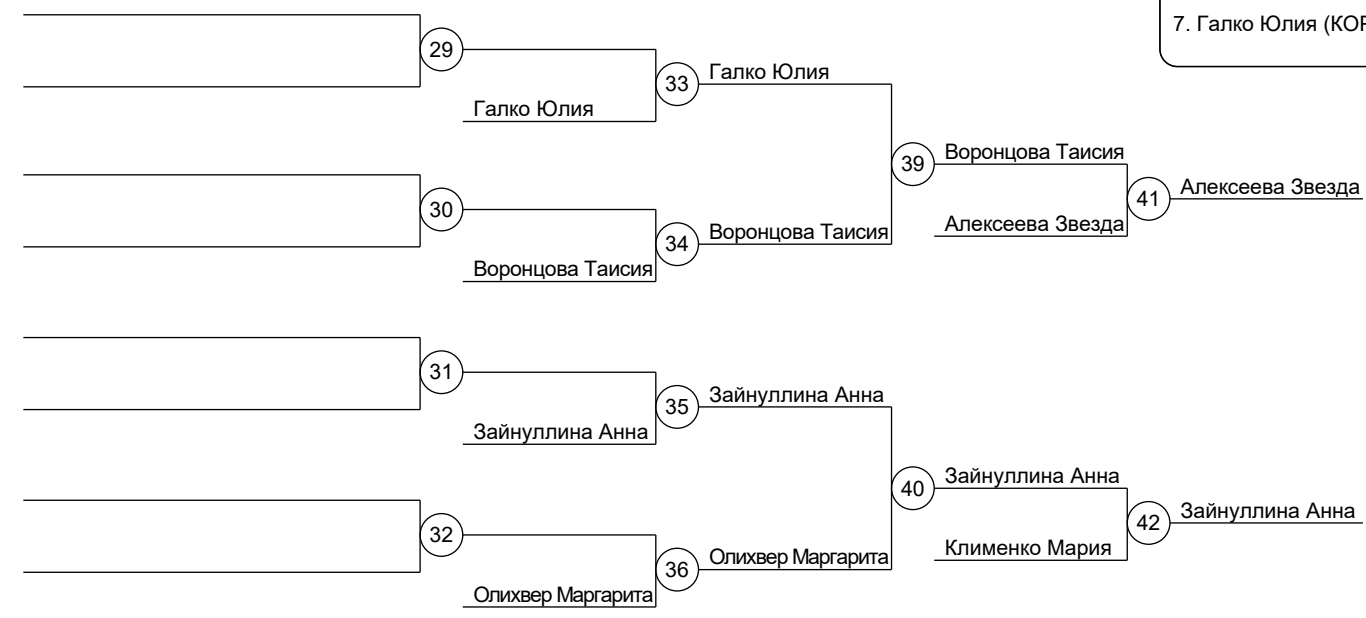 7. Галко Юлия (КОР
29
33
Галко Юлия
Галко Юлия
39
Воронцова Таисия
41
Алексеева Звезда
Алексеева Звезда
30
34
Воронцова Таисия
Воронцова Таисия
31
35
Зайнуллина Анна
Зайнуллина Анна
40
Зайнуллина Анна
42
Зайнуллина Анна
Клименко Мария
32
36
Олихвер Маргарита
Олихвер Маргарита